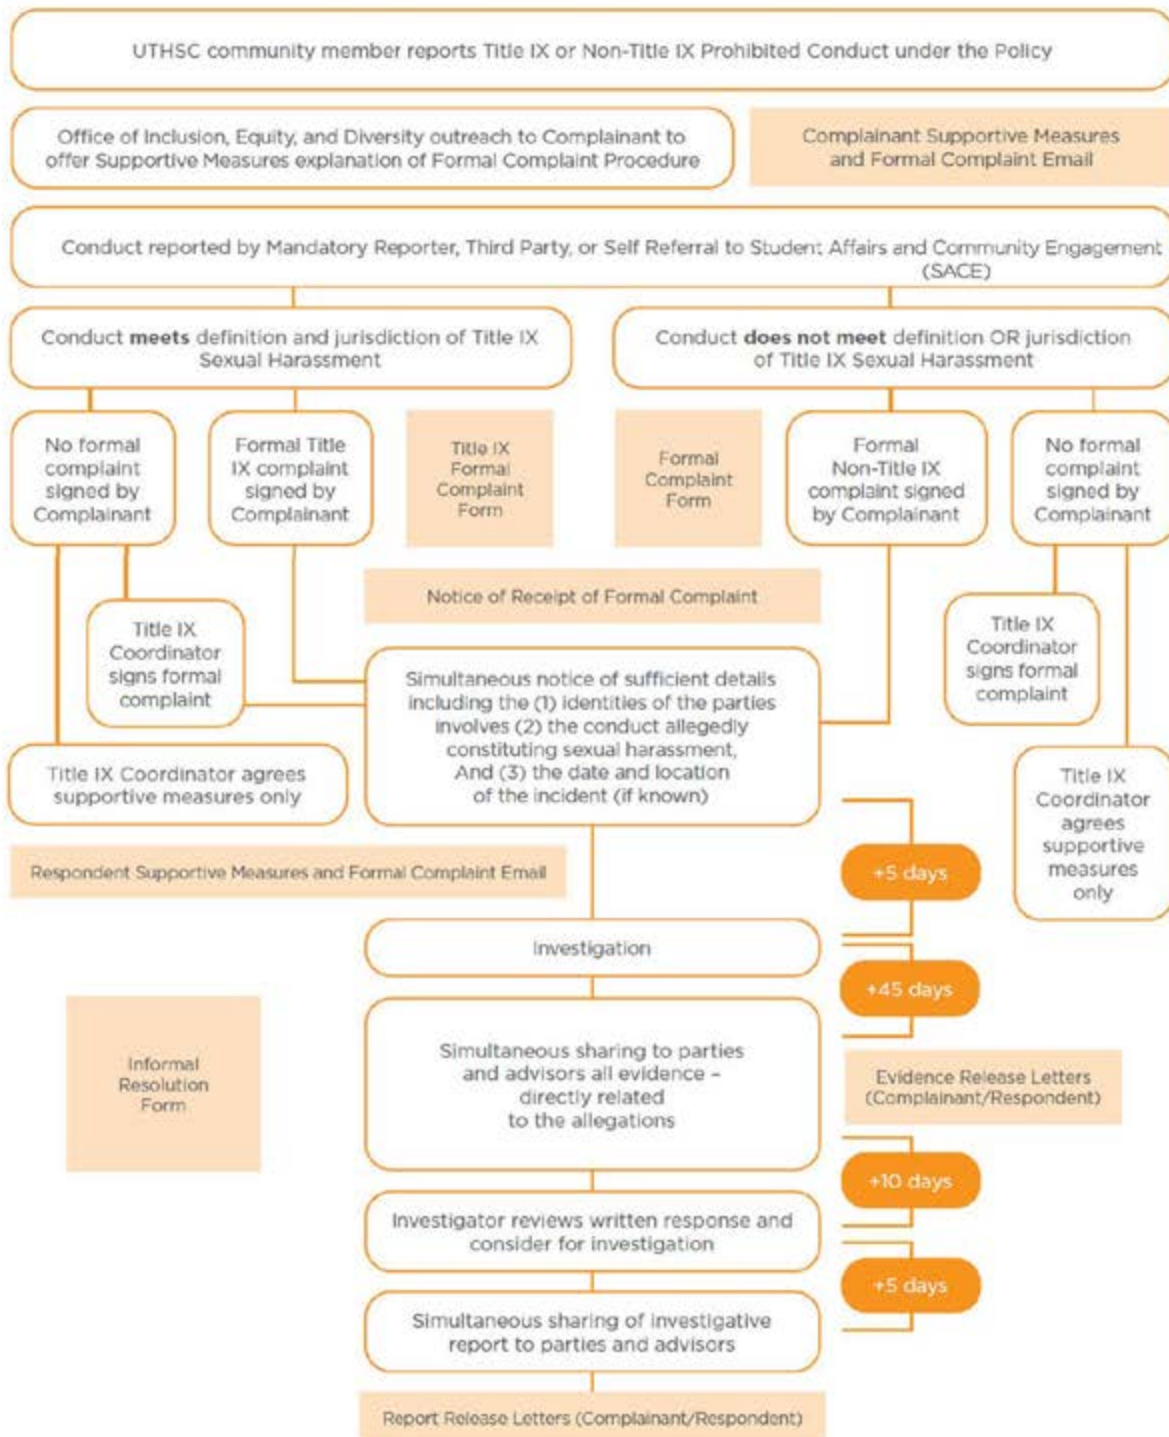 UTHSC community member reports Title IX or Non-Title IX Prohibited Conduct under the Policy
Office of Inclusion, Equity, and Diversity outreach to Complainant to
offer Supportive Measures explanation of Formal Complaint Procedure
Complainant Supportive Measures
and Formal Complaint Email
Conduct reported by Mandatory Reporter, Third Party, or Self Referral to Student Affairs and Community Engagement
(SACE)
Conduct meets definition and jurisdiction of Title IX
Sexual Harassment
Conduct does not meet definition OR jurisdiction
of Title IX Sexual Harassment
No formal
complaint
signed by
Complainant
Formal Title
IX complaint
signed by
Complainant
Title IX
Formal
Complaint
Form
Formal
Complaint
Form
Formal
Non-Title IX
complaint signed
by Complainant
No formal
complaint
signed by
Complainant
Notice of Receipt of Formal Complaint
Title IX
Coordinator
signs formal
complaint
Simultaneous notice of sufficient details
including the (1) identities of the parties
involves (2) the conduct allegedly
constituting sexual harassment,
And (3) the date and location
of the incident (if known)
Title IX
Coordinator
signs formal
complaint
Title IX Coordinator agrees
supportive measures only
Title IX
Coordinator
agrees
supportive
measures
only
Respondent Supportive Measures and Formal Complaint Email
+5 days
Investigation
+45 days
Informal
Resolution
Form
Simultaneous sharing to parties
and advisors all evidence –
directly related
to the allegations
Evidence Release Letters
(Complainant/Respondent)
+10 days
Investigator reviews written response and
consider for investigation
+5 days
Simultaneous sharing of investigative
report to parties and advisors
Report Release Letters (Complainant/Respondent)